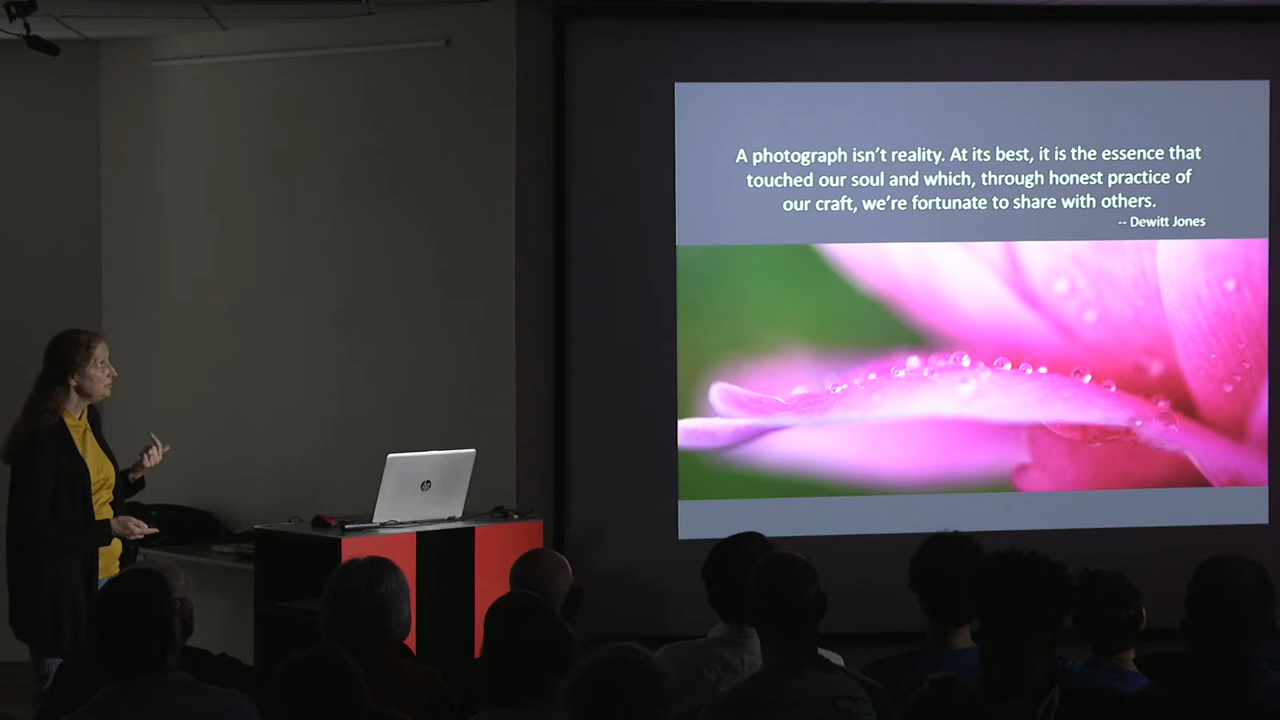 A photograph isn't reality. At its best, it is the essence that
touched our soul and which, through honest practice of
our craft, we're fortunate to share with others.
-- Dewitt Jones
hp